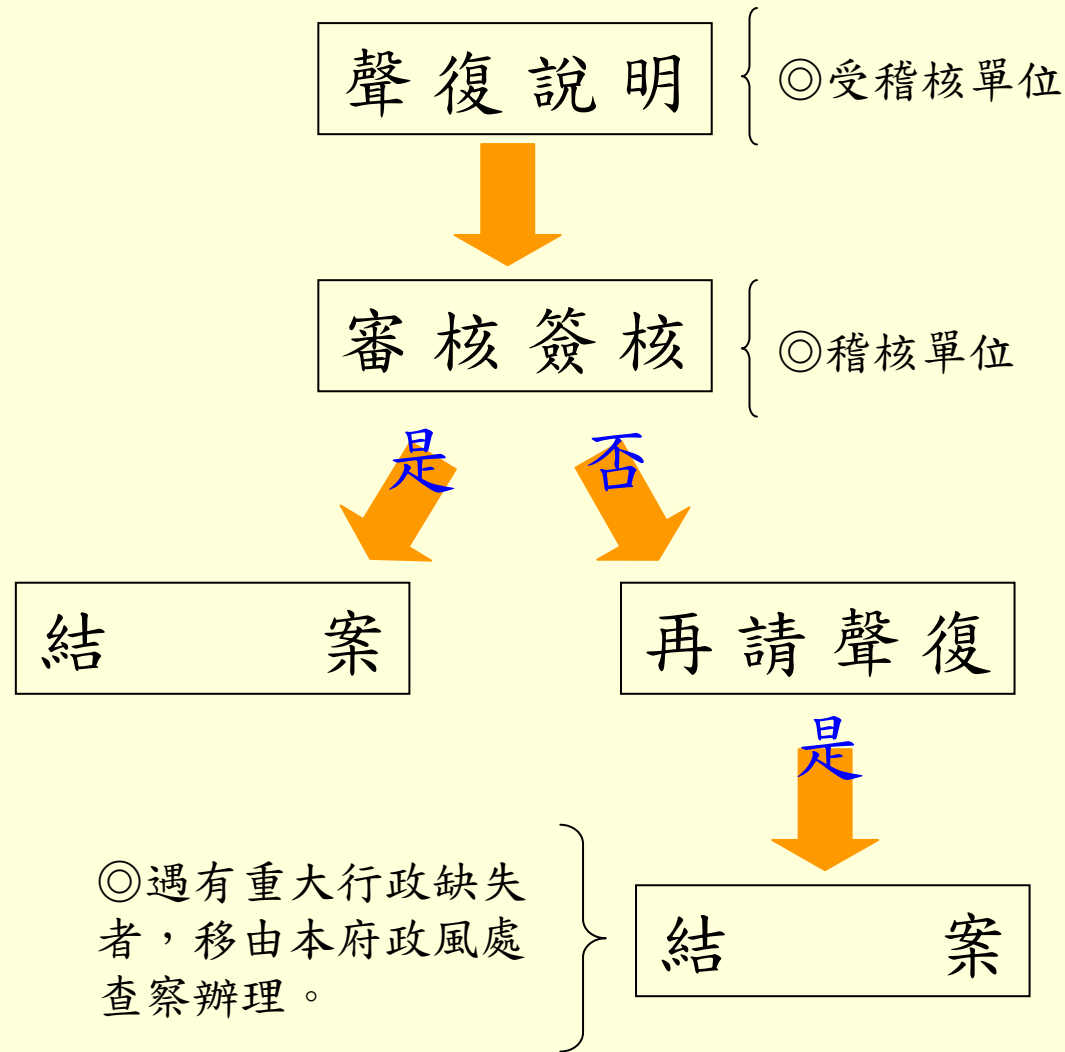 聲復說明
◎受稽核單位
審核簽核
◎稽核單位
是
否
結案
再請聲復
是
◎遇有重大行政缺失
者，移由本府政風處
查察辦理。
結案